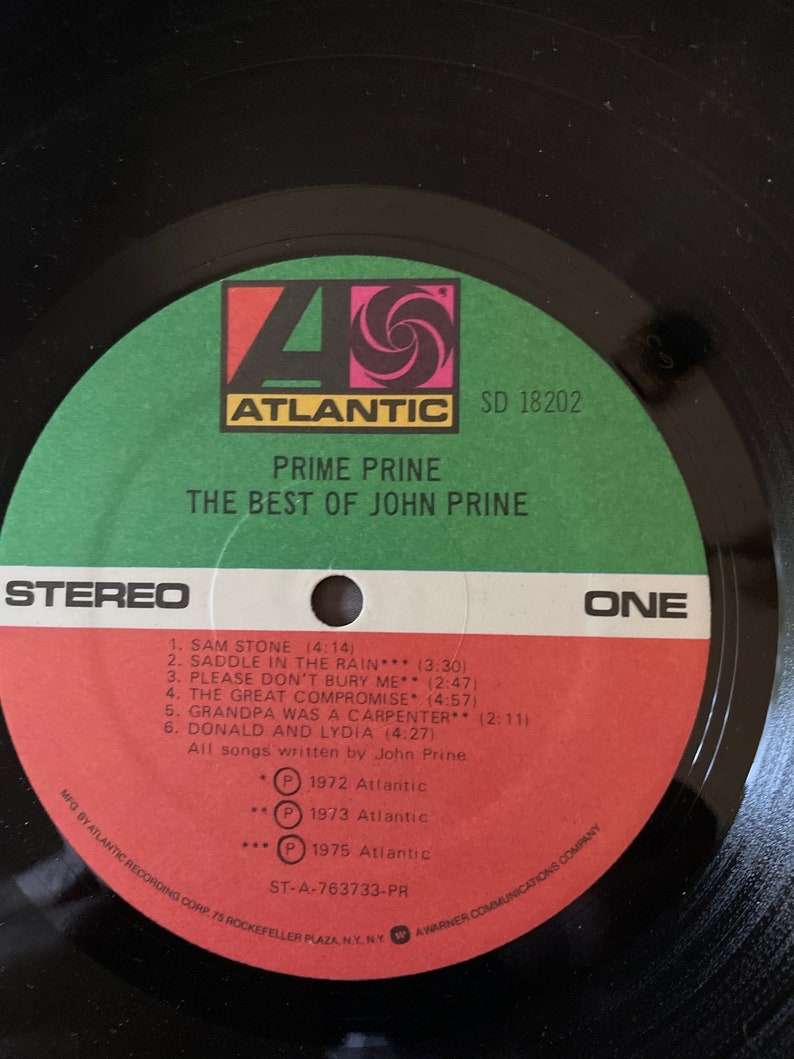 ATLANTIC
SD 18202
PRIME PRINE
THE BEST OF JOHN PRINE
STEREO
ONE
1. SAM STONE (4:14)
2. SADDLE IN THE RAIN*** (3:30)
3. PLEASE DON'T BURY ME** (2:47)
4. THE GREAT COMPROMISE* (4:57)
5. GRANDPA WAS A CARPENTER** (2:11)
6. DONALD AND LYDIA (4:27)
All songs written by John Prine
* Ⓟ 1972 Atlantic
** Ⓟ 1973 Atlantic
*** Ⓟ 1975 Atlantic
ST-A-763733-PR
MFG. BY ATLANTIC RECORDING CORP. 75 ROCKEFELLER PLAZA, N.Y., N.Y. A WARNER COMMUNICATIONS COMPANY